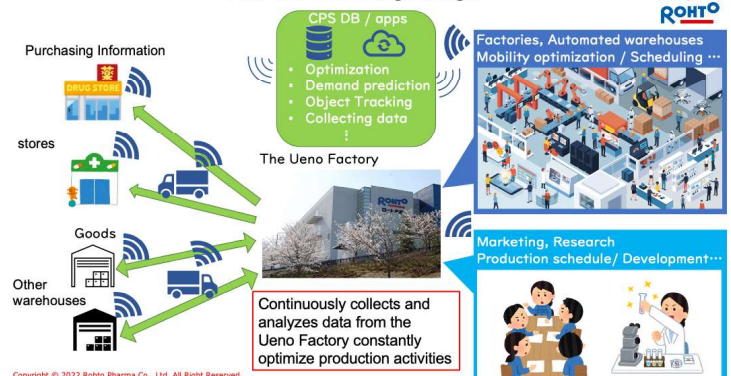 ROHTO
CPS DB / apps
• Optimization
• Demand prediction
• Object Tracking
• Collecting data
⋮
Factories, Automated warehouses
Mobility optimization / Scheduling …
Purchasing Information
薬
DRUG STORE
stores
The Ueno Factory
ROHTO
Goods
Other
warehouses
Marketing, Research
Production schedule/ Development…
Continuously collects and
analyzes data from the
Ueno Factory constantly
optimize production activities
Copyright © 2022 Rohto Pharma Co., Ltd. All Right Reserved